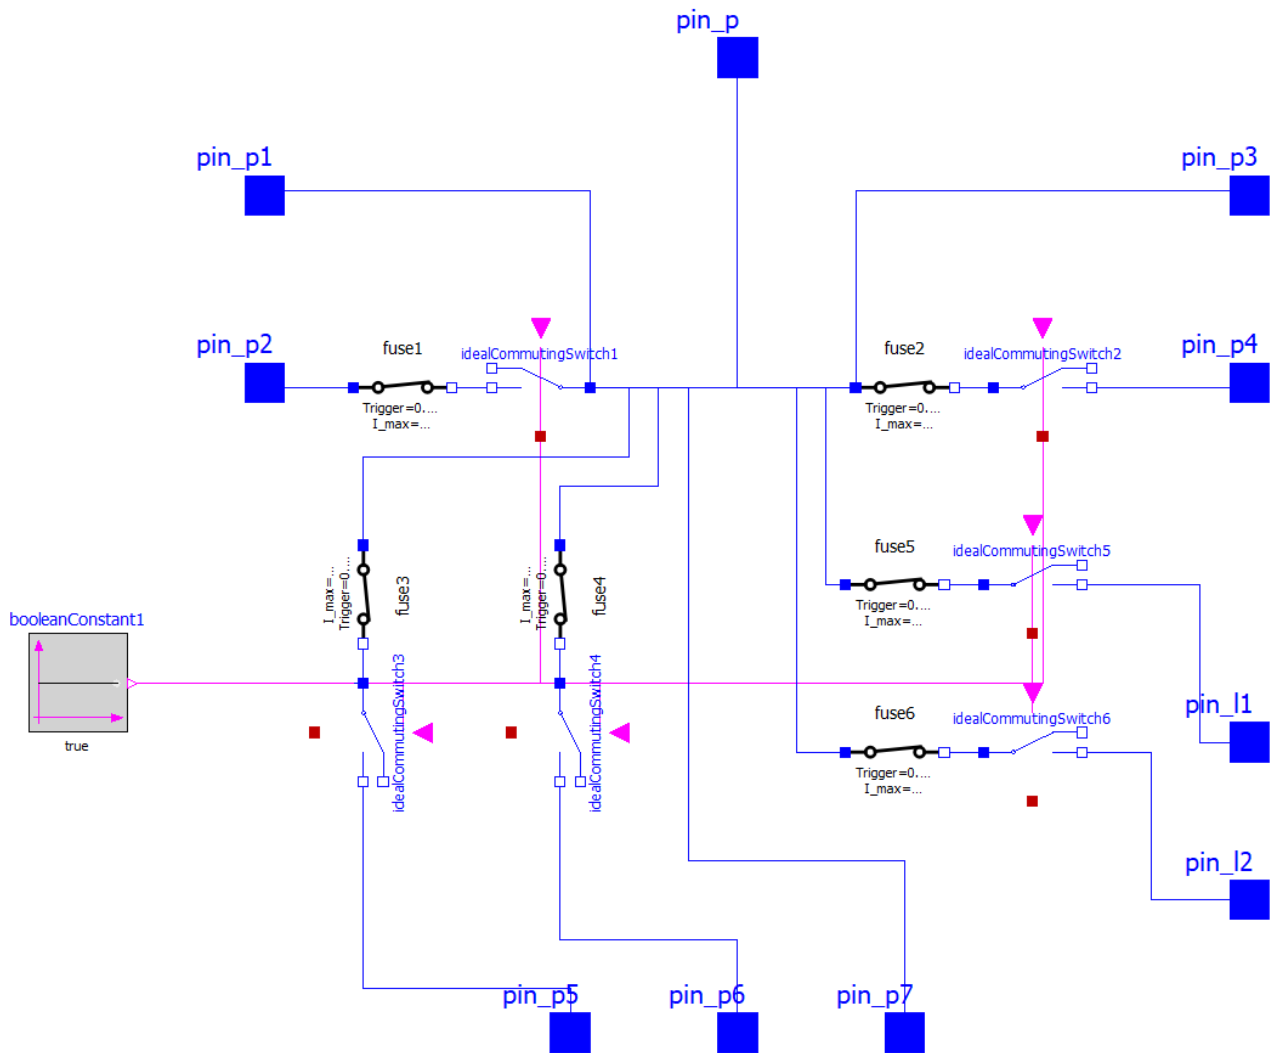 pin_p
pin_p1
pin_p3
pin_p2
fuse1
idealCommutingSwitch1
fuse2
idealCommutingSwitch2
pin_p4
Trigger=0....
I_max=...
Trigger=0....
I_max=...
I_max=...
Trigger=0....
fuse3
I_max=...
Trigger=0....
fuse4
fuse5
idealCommutingSwitch5
Trigger=0....
I_max=...
booleanConstant1
true
idealCommutingSwitch3
idealCommutingSwitch4
fuse6
idealCommutingSwitch6
Trigger=0....
I_max=...
pin_l1
pin_l2
pin_p5
pin_p6
pin_p7